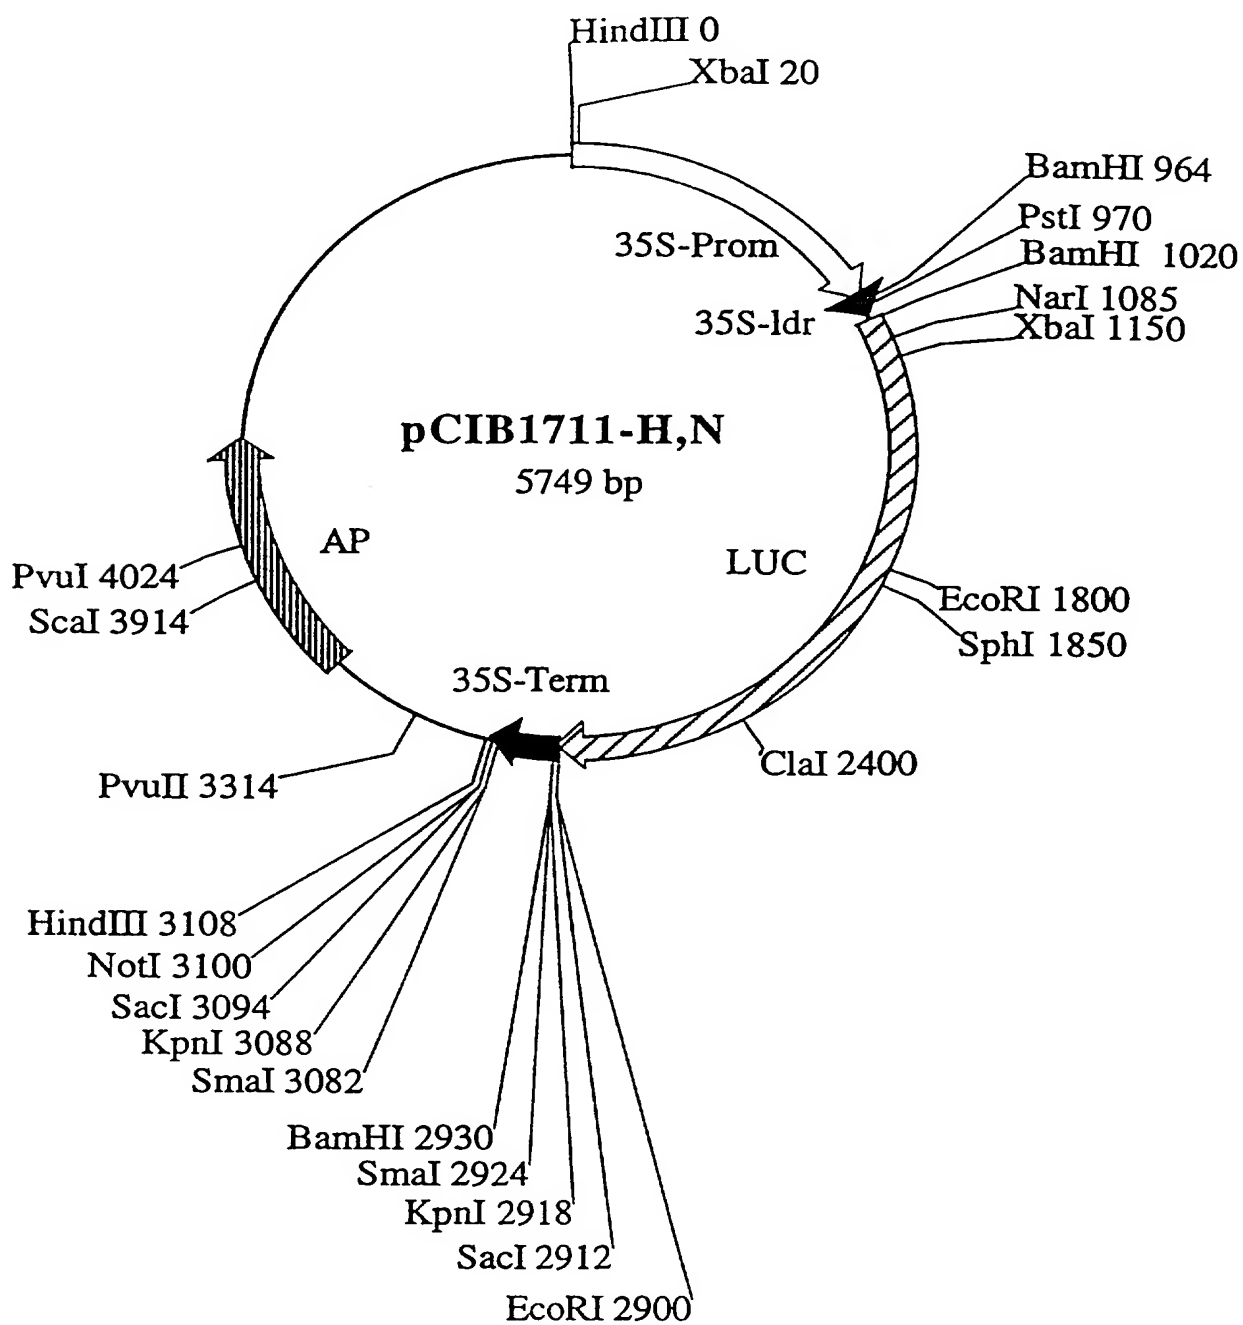 HindIII 0
XbaI 20
BamHI 964
PstI 970
35S-Prom
BamHI 1020
NarI 1085
35S-ldr
XbaI 1150
pCIB1711-H,N
5749 bp
AP
LUC
PvuI 4024
EcoRI 1800
ScaI 3914
SphI 1850
35S-Term
ClaI 2400
PvuII 3314
HindIII 3108
NotI 3100
SacI 3094
KpnI 3088
SmaI 3082
BamHI 2930
SmaI 2924
KpnI 2918
SacI 2912
EcoRI 2900